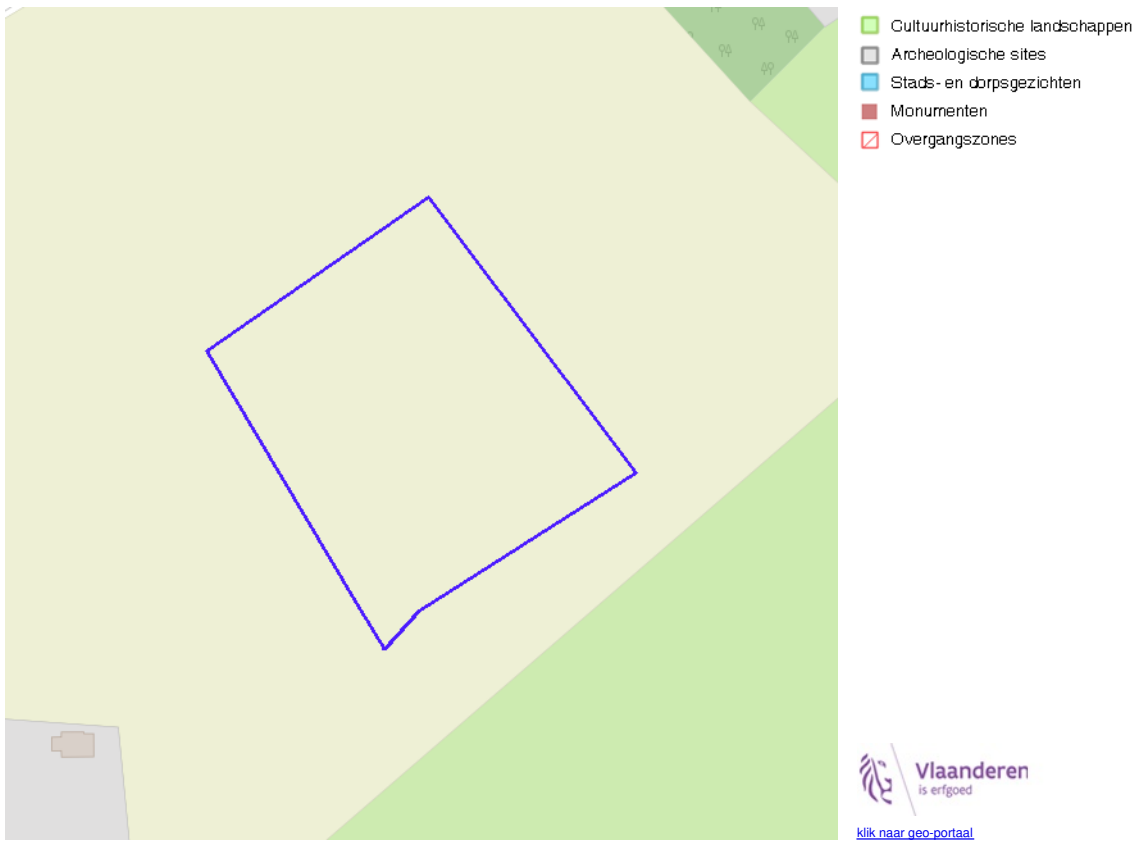 Cultuurhistorische landschappen
Archeologische sites
Stads- en dorpsgezichten
Monumenten
Overgangszones
Vlaanderen
is erfgoed
klik naar geo-portaal